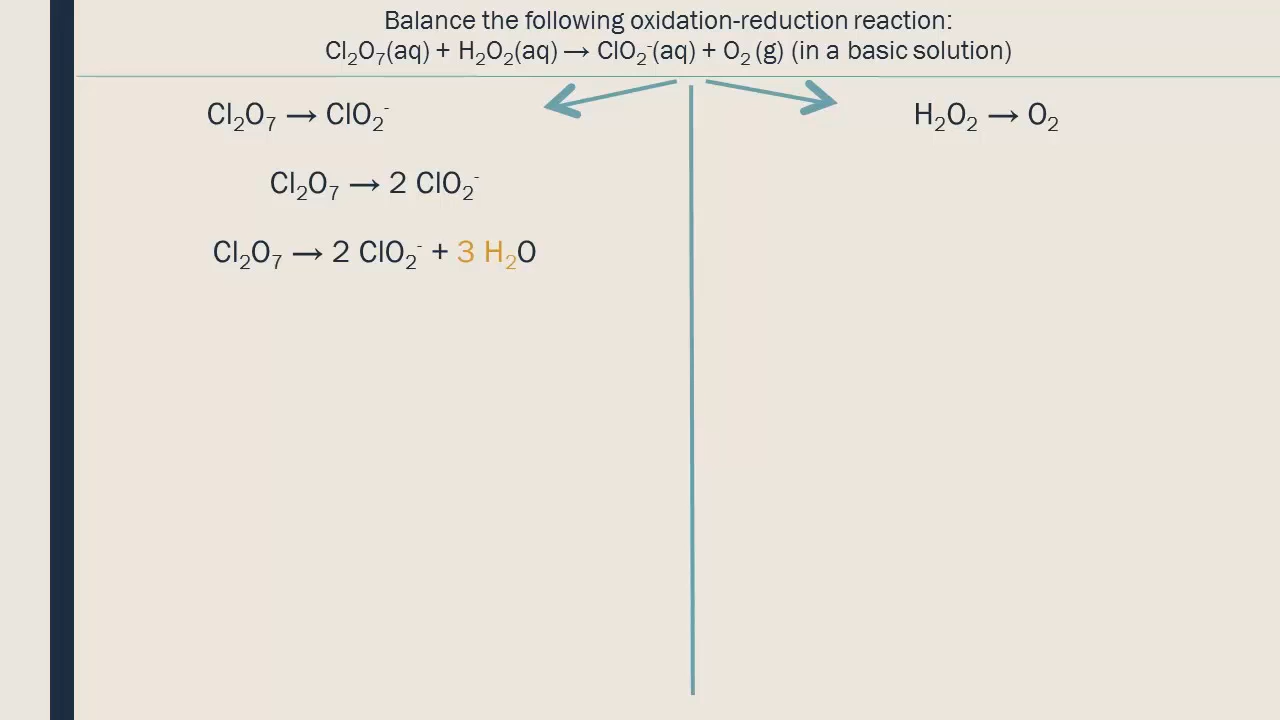 Balance the following oxidation-reduction reaction:
Cl₂O₇(aq) + H₂O₂(aq) → ClO₂⁻(aq) + O₂ (g) (in a basic solution)
Cl₂O₇ → ClO₂⁻
H₂O₂ → O₂
Cl₂O₇ → 2 ClO₂⁻
Cl₂O₇ → 2 ClO₂⁻ + 3 H₂O